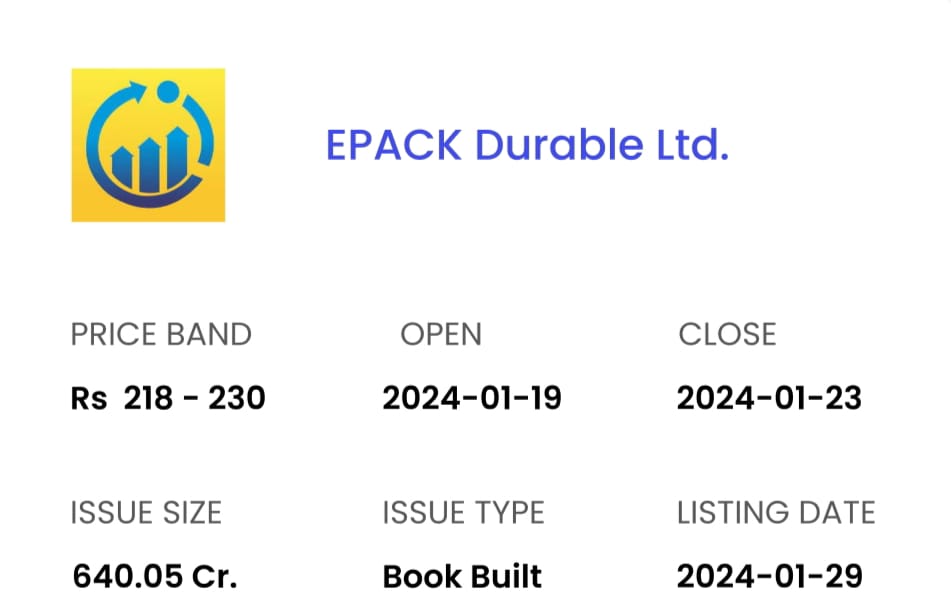 EPACK Durable Ltd.
PRICE BAND OPEN CLOSE
Rs 218 - 230 2024-01-19 2024-01-23
ISSUE SIZE ISSUE TYPE LISTING DATE
640.05 Cr. Book Built 2024-01-29